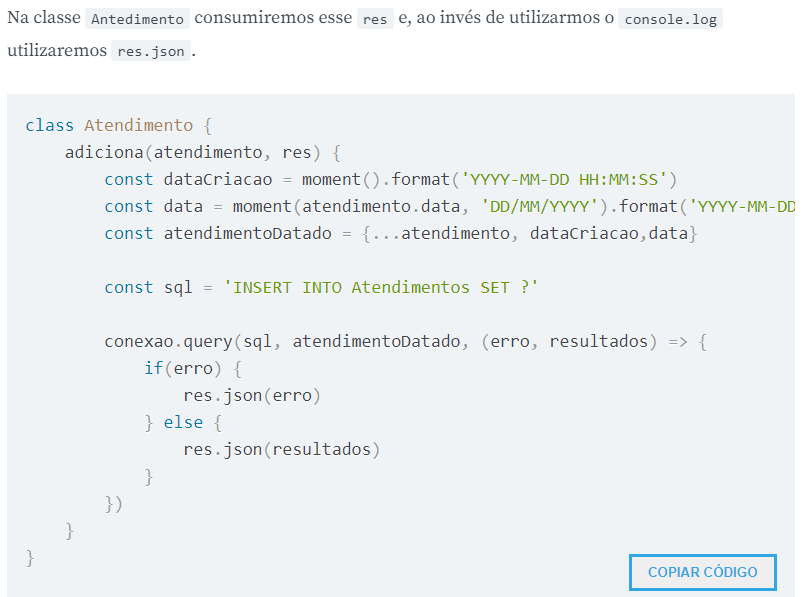 Na classe Antedimento consumiremos esse res e, ao invés de utilizarmos o console.log
utilizaremos res.json .
class Atendimento {
    adiciona(atendimento, res) {
        const dataCriacao = moment().format('YYYY-MM-DD HH:MM:SS')
        const data = moment(atendimento.data, 'DD/MM/YYYY').format('YYYY-MM-DD
        const atendimentoDatado = {...atendimento, dataCriacao,data}
        const sql = 'INSERT INTO Atendimentos SET ?'
        conexao.query(sql, atendimentoDatado, (erro, resultados) => {
            if(erro) {
                res.json(erro)
            } else {
                res.json(resultados)
            }
        })
    }
}
COPIAR CÓDIGO